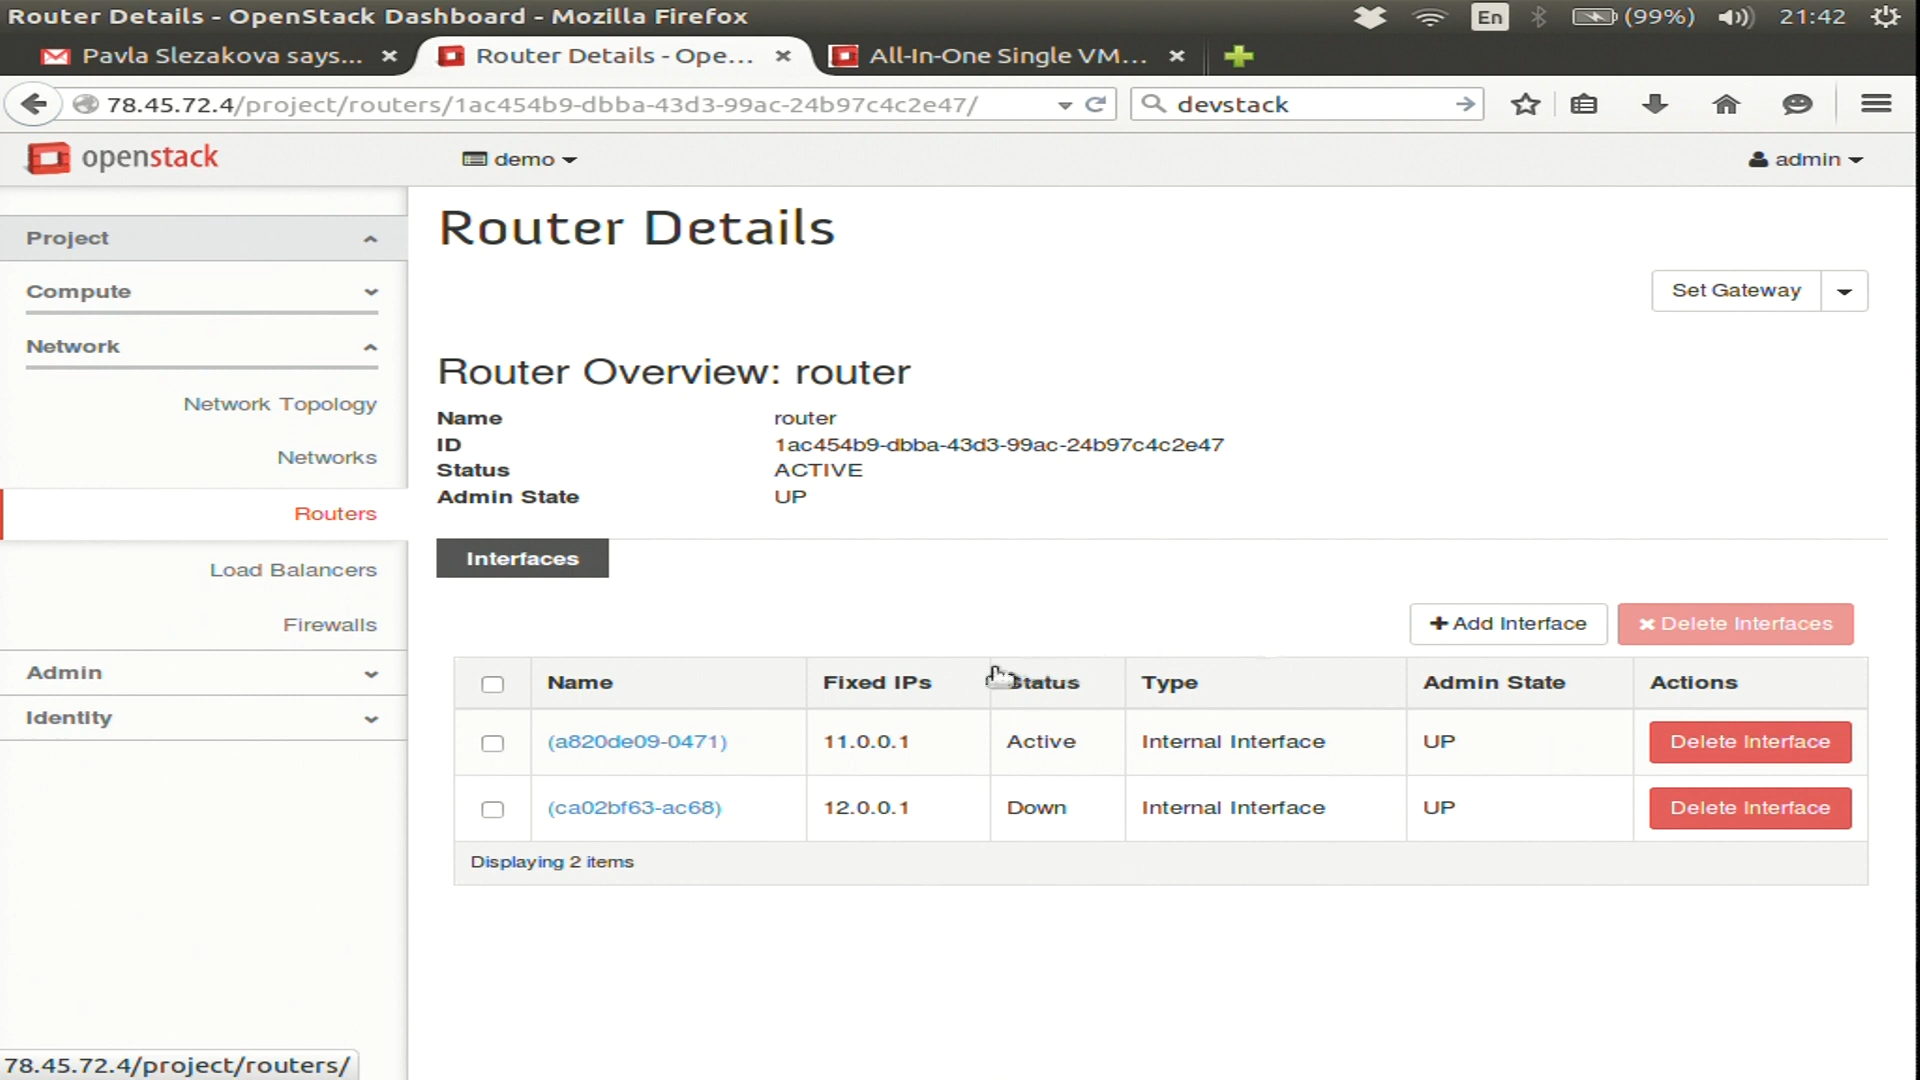 Router Details - OpenStack Dashboard - Mozilla Firefox
En
(99%)
21:42
Pavla Slezakova says...
Router Details - Ope...
All-In-One Single VM...
78.45.72.4/project/routers/1ac454b9-dbba-43d3-99ac-24b97c4c2e47/
devstack
openstack
demo
admin
Project
Compute
Network
Network Topology
Networks
Routers
Load Balancers
Firewalls
Admin
Identity
Router Details
Set Gateway
Router Overview: router
Name router
ID 1ac454b9-dbba-43d3-99ac-24b97c4c2e47
Status ACTIVE
Admin State UP
Interfaces
Add Interface
Delete Interfaces
Name Fixed IPs Status Type Admin State Actions
(a820de09-0471) 11.0.0.1 Active Internal Interface UP Delete Interface
(ca02bf63-ac68) 12.0.0.1 Down Internal Interface UP Delete Interface
Displaying 2 items
78.45.72.4/project/routers/